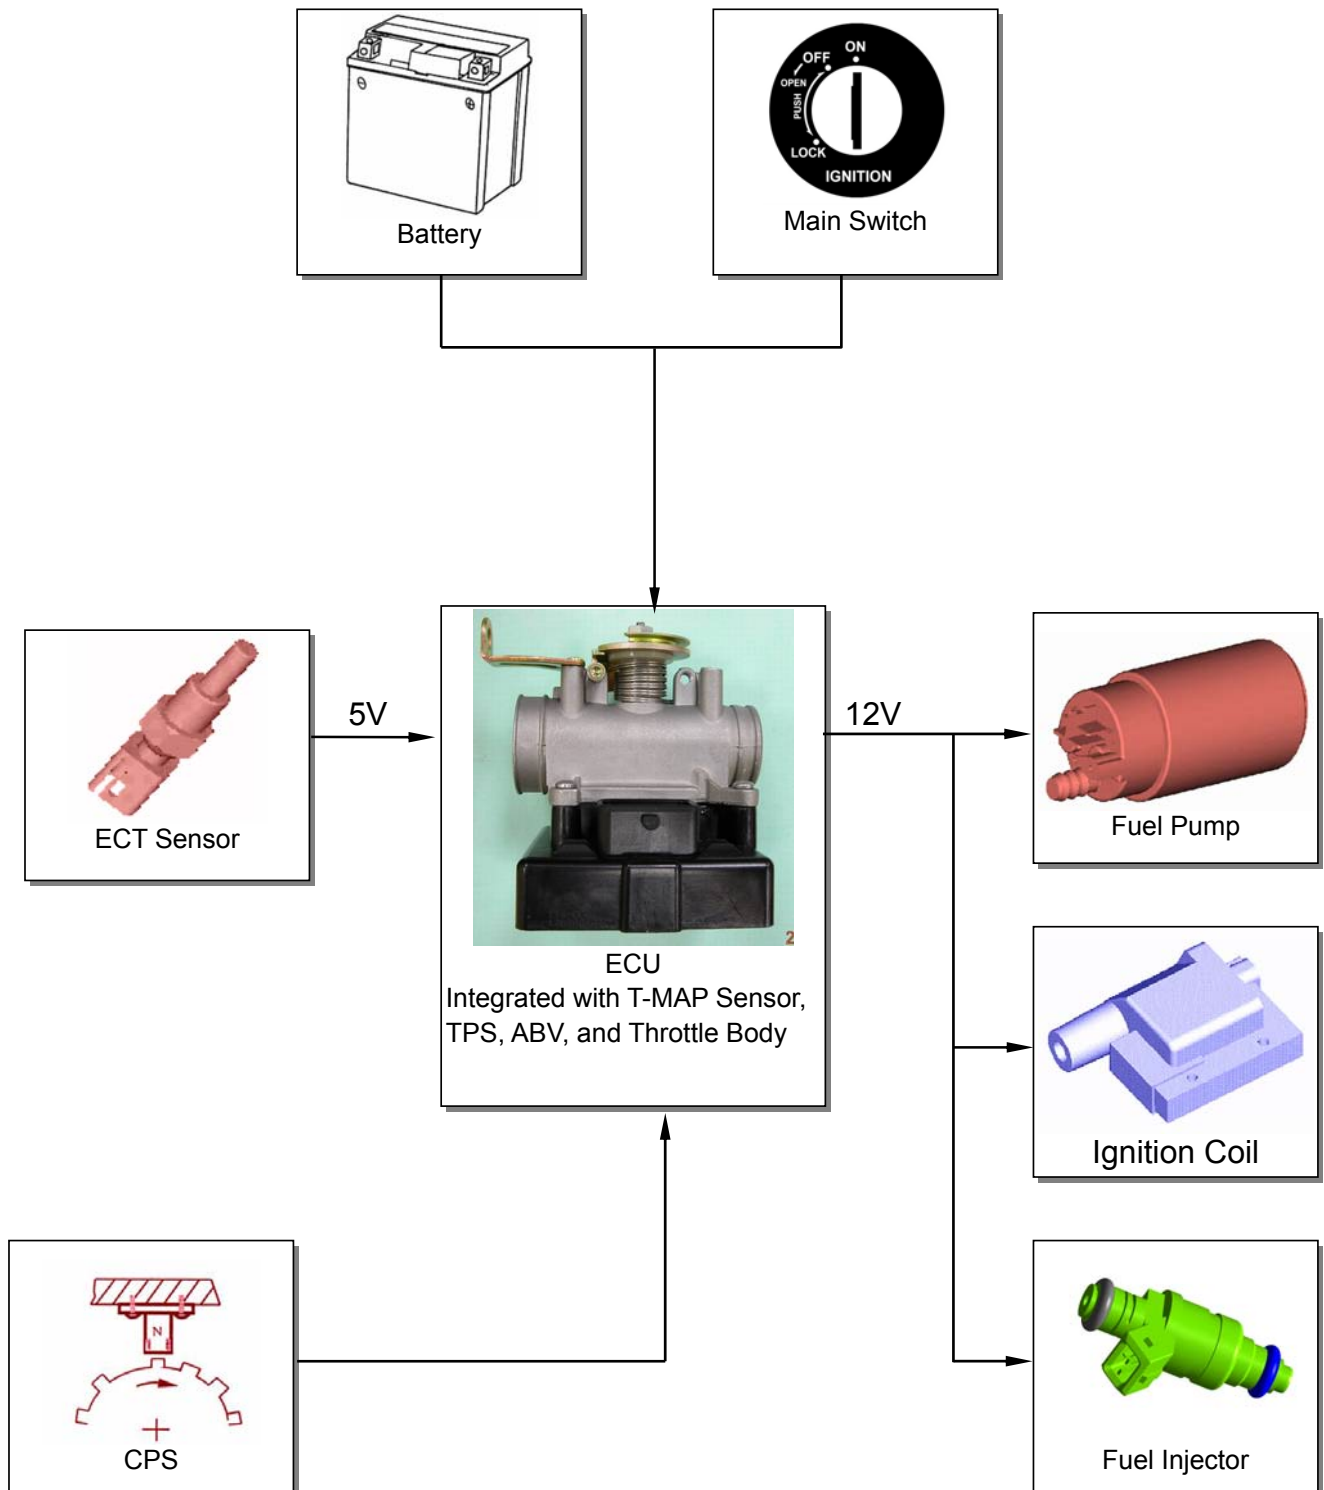 ON
OFF
OPEN
PUSH
LOCK
IGNITION
Battery
Main Switch
5V
12V
ECT Sensor
Fuel Pump
2
ECU
Integrated with T-MAP Sensor,
TPS, ABV, and Throttle Body
Ignition Coil
N
CPS
Fuel Injector